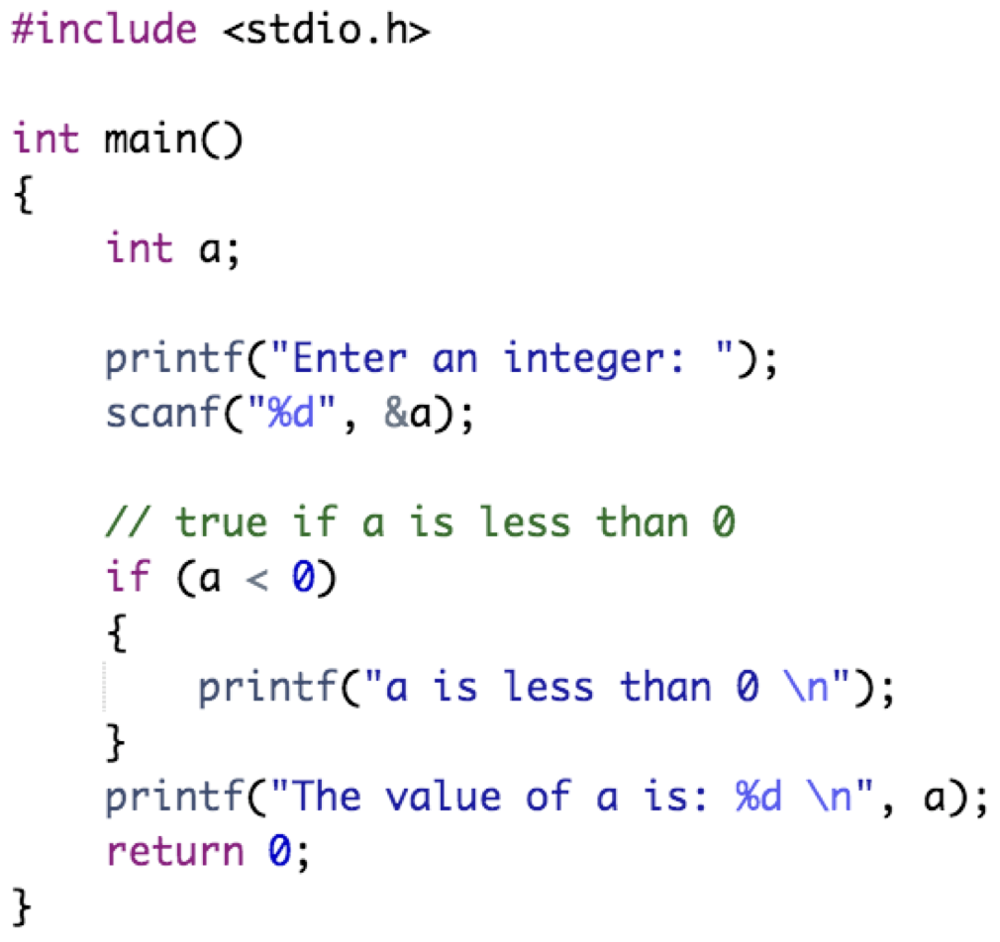 #include <stdio.h>
int main()
{
    int a;
    printf("Enter an integer: ");
    scanf("%d", &a);
    // true if a is less than 0
    if (a < 0)
    {
        printf("a is less than 0 \n");
    }
    printf("The value of a is: %d \n", a);
    return 0;
}